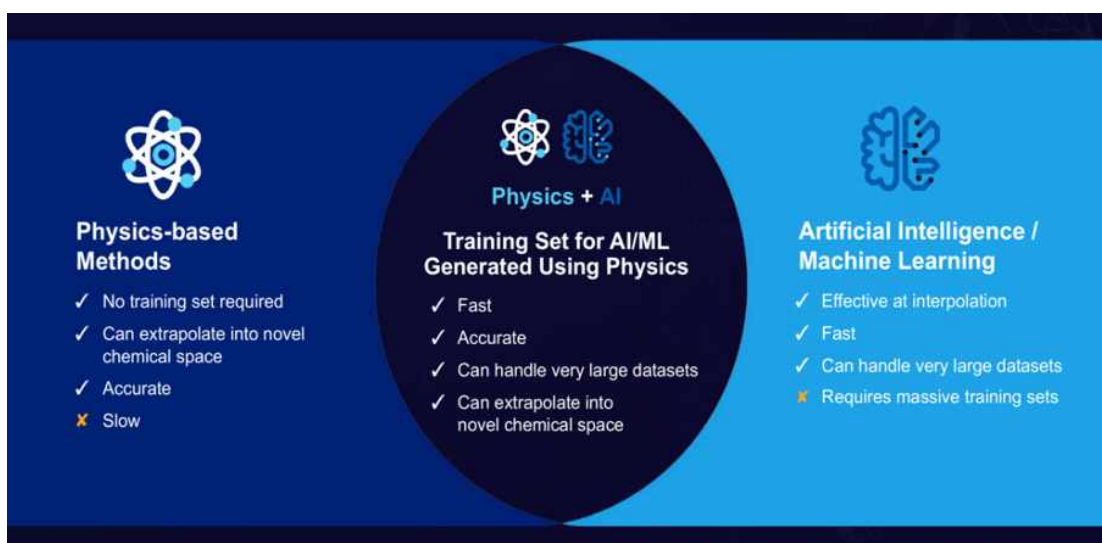 Physics-based
Methods
✓ No training set required
✓ Can extrapolate into novel
chemical space
✓ Accurate
✘ Slow
Physics + AI
Training Set for AI/ML
Generated Using Physics
✓ Fast
✓ Accurate
✓ Can handle very large datasets
✓ Can extrapolate into
novel chemical space
Artificial Intelligence /
Machine Learning
✓ Effective at interpolation
✓ Fast
✓ Can handle very large datasets
✘ Requires massive training sets